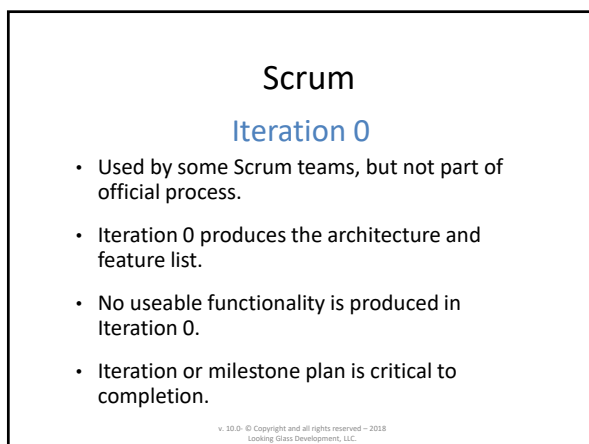 Scrum
Iteration 0
• Used by some Scrum teams, but not part of
official process.
• Iteration 0 produces the architecture and
feature list.
• No useable functionality is produced in
Iteration 0.
• Iteration or milestone plan is critical to
completion.
v. 10.0- © Copyright and all rights reserved – 2018
Looking Glass Development, LLC.